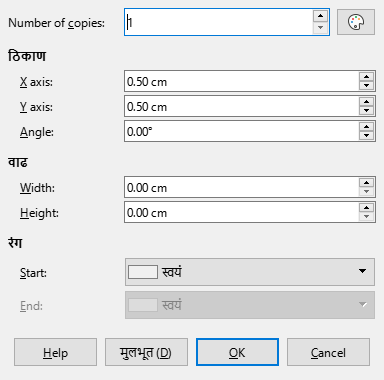 Number of copies: 1
ठिकाण
X axis: 0.50 cm
Y axis: 0.50 cm
Angle: 0.00°
वाढ
Width: 0.00 cm
Height: 0.00 cm
रंग
Start: स्वयं
End: स्वयं
Help मुलभूत (D) OK Cancel